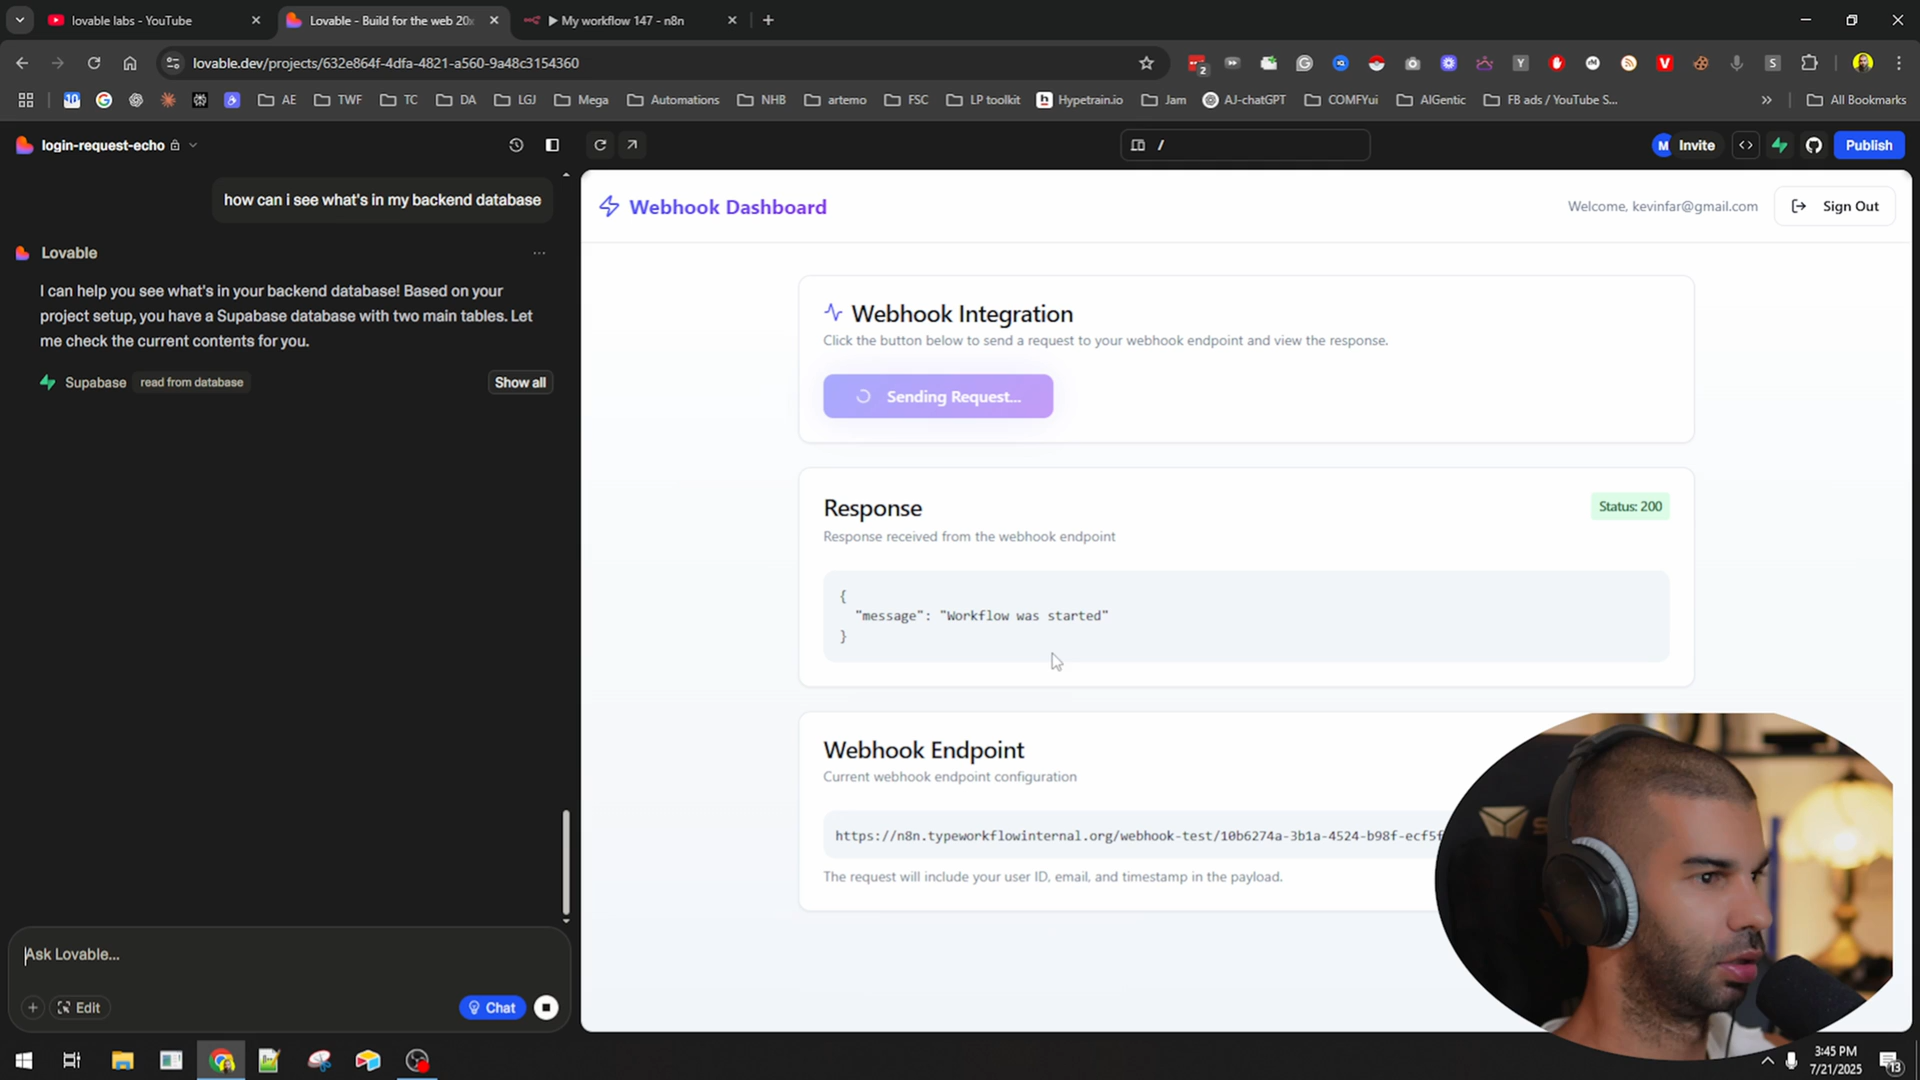 lovable labs - YouTube
Lovable - Build for the web 20x
▶ My workflow 147 - n8n
lovable.dev/projects/632e864f-4dfa-4821-a560-9a48c3154360
AE
TWF
TC
DA
LGJ
Mega
Automations
NHB
artemo
FSC
LP toolkit
Hypetrain.io
Jam
AJ-chatGPT
COMFYui
AIGentic
FB ads / YouTube S...
All Bookmarks
login-request-echo
/
M
Invite
Publish
how can i see what's in my backend database
Lovable
I can help you see what's in your backend database! Based on your
project setup, you have a Supabase database with two main tables. Let
me check the current contents for you.
Supabase
read from database
Show all
Ask Lovable...
Edit
Chat
Webhook Dashboard
Welcome, kevinfar@gmail.com
Sign Out
Webhook Integration
Click the button below to send a request to your webhook endpoint and view the response.
Sending Request...
Response
Status: 200
Response received from the webhook endpoint
{
"message": "Workflow was started"
}
Webhook Endpoint
Current webhook endpoint configuration
https://n8n.typeworkflowinternal.org/webhook-test/10b6274a-3b1a-4524-b98f-ecf5f
The request will include your user ID, email, and timestamp in the payload.
3:45 PM
7/21/2025
13